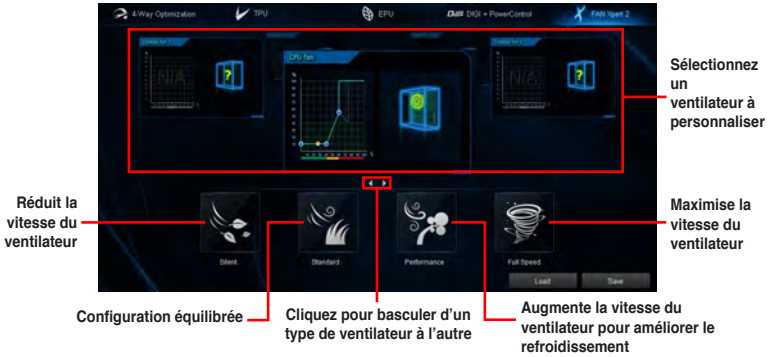 4-Way Optimization
TPU
EPU
DIGI+ DIGI + PowerControl
FAN Xpert 2
CPU Fan
N/A
?
N/A
?
Sélectionnez
un
ventilateur à
personnaliser
Réduit la
vitesse du
ventilateur
Maximise la
vitesse du
ventilateur
Silent
Standard
Performance
Full Speed
Load
Save
Configuration équilibrée
Cliquez pour basculer d'un
type de ventilateur à l'autre
Augmente la vitesse du
ventilateur pour améliorer le
refroidissement